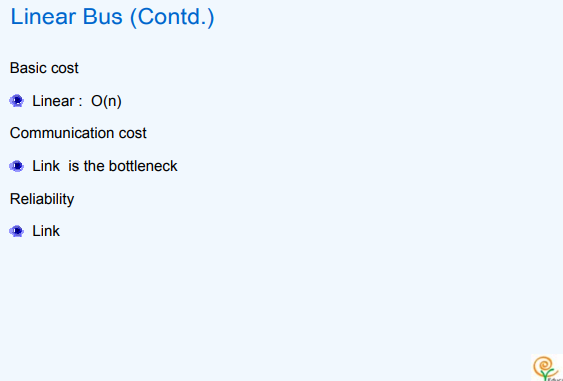 Linear Bus (Contd.)
Basic cost
Linear : O(n)
Communication cost
Link is the bottleneck
Reliability
Link